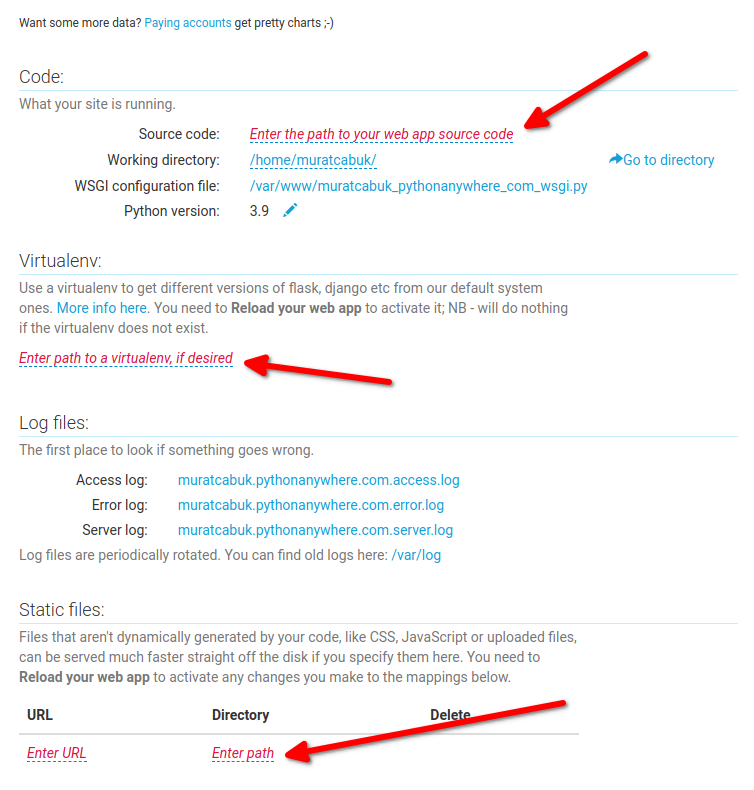 Want some more data? Paying accounts get pretty charts ;-)
Code:
What your site is running.
Source code: Enter the path to your web app source code
Working directory: /home/muratcabuk/ Go to directory
WSGI configuration file: /var/www/muratcabuk_pythonanywhere_com_wsgi.py
Python version: 3.9
Virtualenv:
Use a virtualenv to get different versions of flask, django etc from our default system
ones. More info here. You need to Reload your web app to activate it; NB - will do nothing
if the virtualenv does not exist.
Enter path to a virtualenv, if desired
Log files:
The first place to look if something goes wrong.
Access log: muratcabuk.pythonanywhere.com.access.log
Error log: muratcabuk.pythonanywhere.com.error.log
Server log: muratcabuk.pythonanywhere.com.server.log
Log files are periodically rotated. You can find old logs here: /var/log
Static files:
Files that aren't dynamically generated by your code, like CSS, JavaScript or uploaded files,
can be served much faster straight off the disk if you specify them here. You need to
Reload your web app to activate any changes you make to the mappings below.
URL Directory Delete
Enter URL Enter path